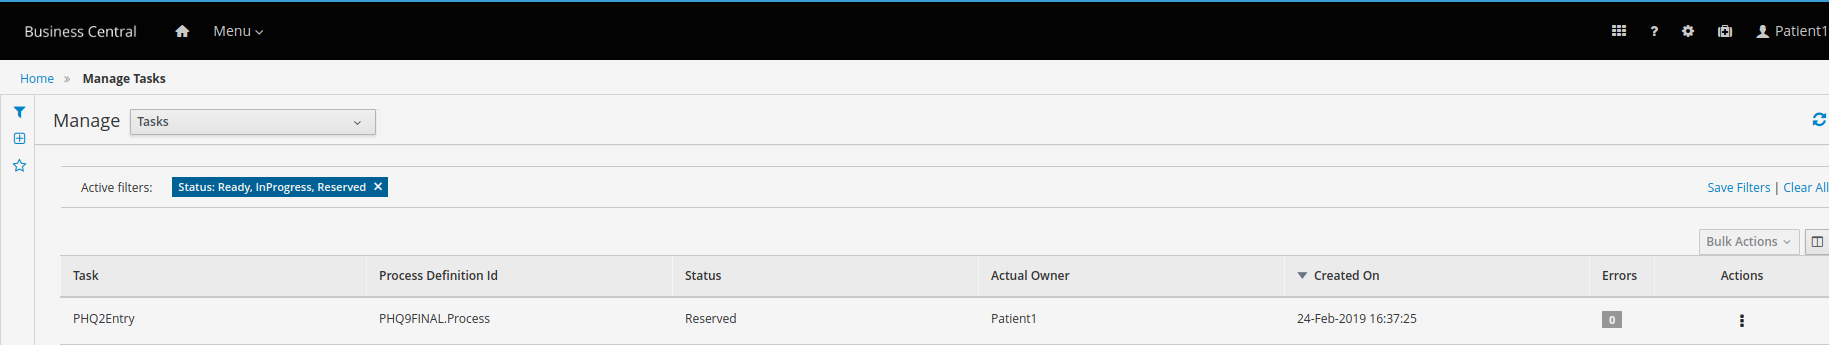 Business Central Menu ? Patient1
Home » Manage Tasks
Manage Tasks
Active filters: Status: Ready, InProgress, Reserved × Save Filters | Clear All
Bulk Actions
Task Process Definition Id Status Actual Owner Created On Errors Actions
PHQ2Entry PHQ9FINAL.Process Reserved Patient1 24-Feb-2019 16:37:25 0